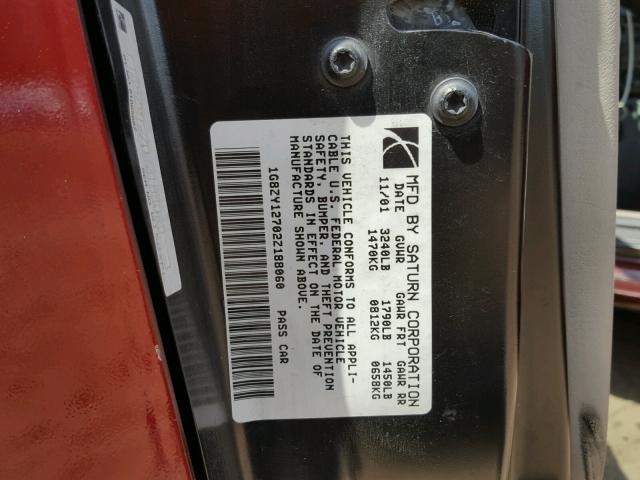 MFD BY SATURN CORPORATION
DATE GVWR GAWR FRT GAWR RR
11/01 3240LB 1790LB 1450LB
1470KG 0812KG 0658KG
THIS VEHICLE CONFORMS TO ALL APPLI-
CABLE U.S. FEDERAL MOTOR VEHICLE
SAFETY, BUMPER, AND THEFT PREVENTION
STANDARDS IN EFFECT ON THE DATE OF
MANUFACTURE SHOWN ABOVE.
1G8ZY12702Z188060 PASS CAR